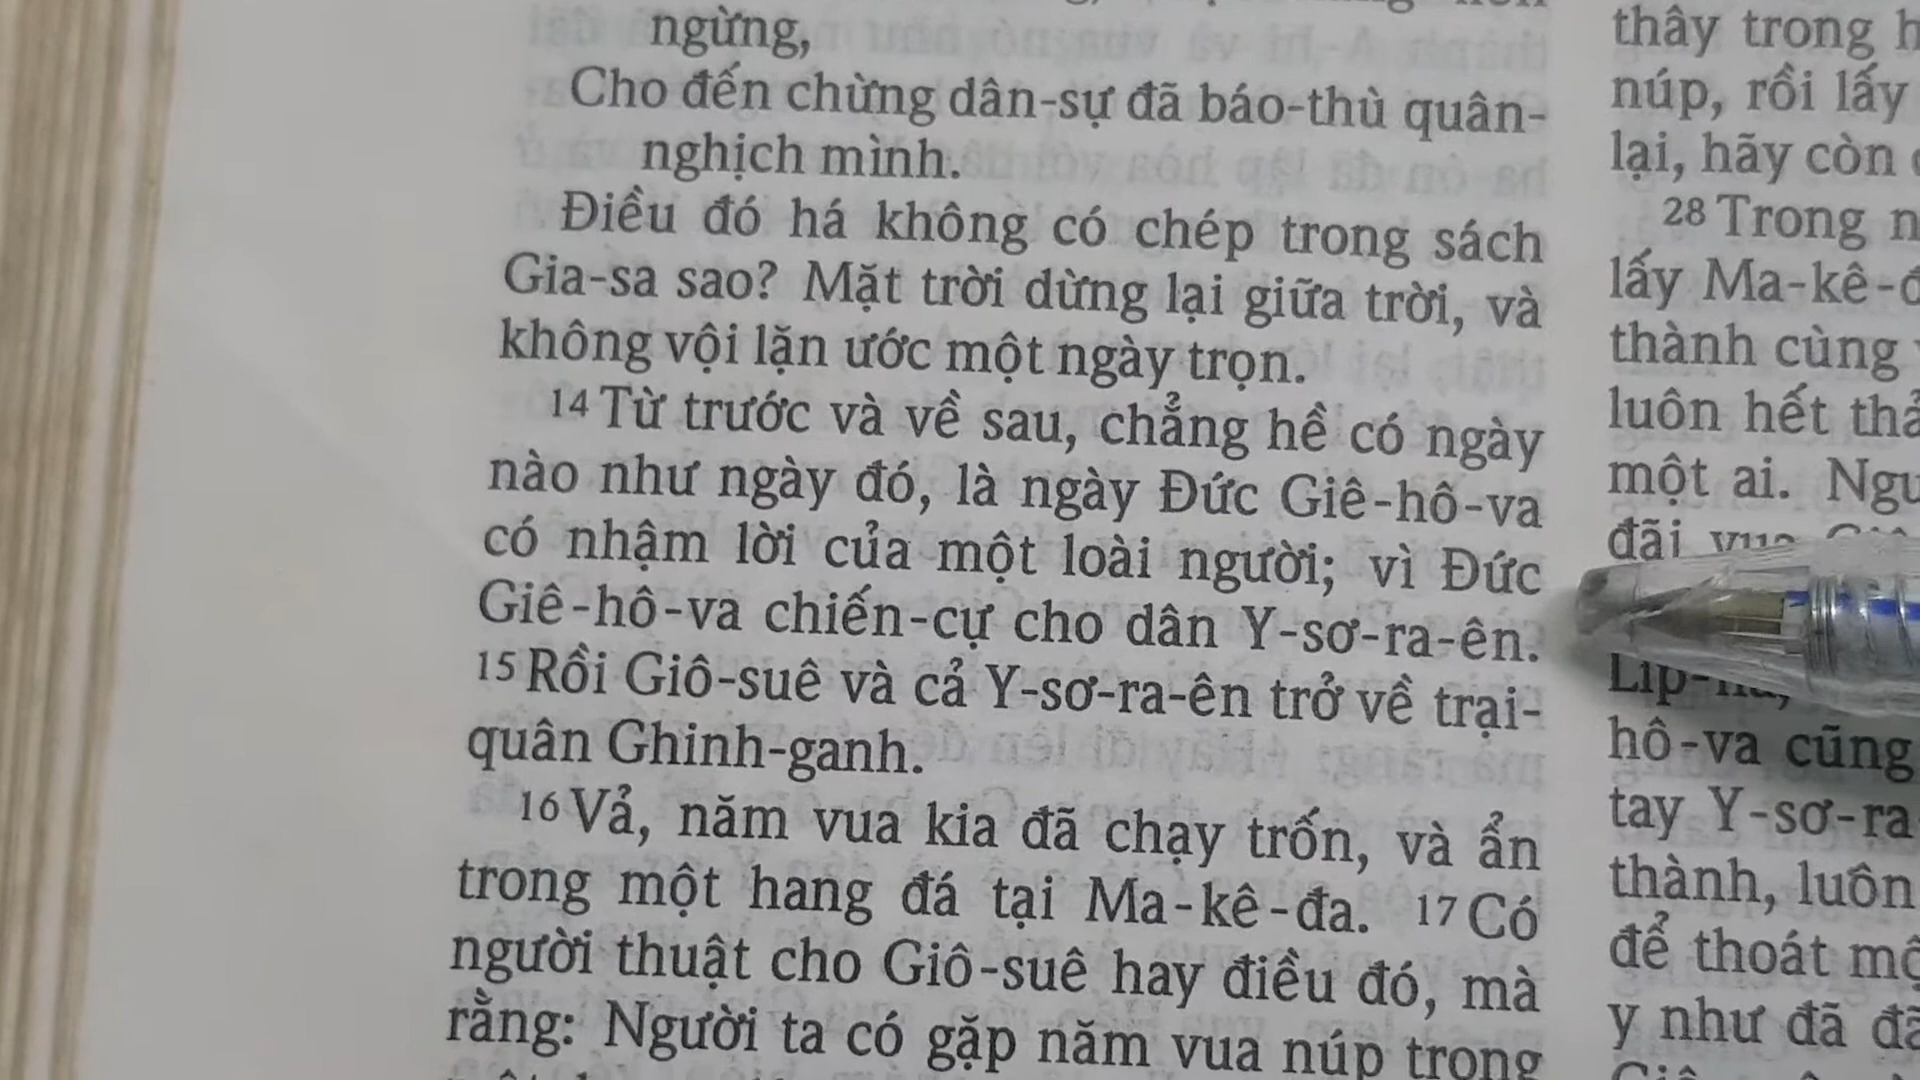 ngừng,
Cho đến chừng dân-sự đã báo-thù quân-
nghịch mình.
Điều đó há không có chép trong sách
Gia-sa sao? Mặt trời dừng lại giữa trời, và
không vội lặn ước một ngày trọn.
14 Từ trước và về sau, chẳng hề có ngày
nào như ngày đó, là ngày Đức Giê-hô-va
có nhậm lời của một loài người; vì Đức
Giê-hô-va chiến-cự cho dân Y-sơ-ra-ên.
15 Rồi Giô-suê và cả Y-sơ-ra-ên trở về trại-
quân Ghinh-ganh.
16 Vả, năm vua kia đã chạy trốn, và ẩn
trong một hang đá tại Ma-kê-đa. 17 Có
người thuật cho Giô-suê hay điều đó, mà
rằng: Người ta có gặp năm vua núp trong
thây trong
núp, rồi lấy
lại, hãy còn
28 Trong
lấy Ma-kê-
thành cùng
luôn hết
một ai.
đãi
hô-va cũng
tay Y-sơ-ra
thành, luôn
để thoát
y như đã